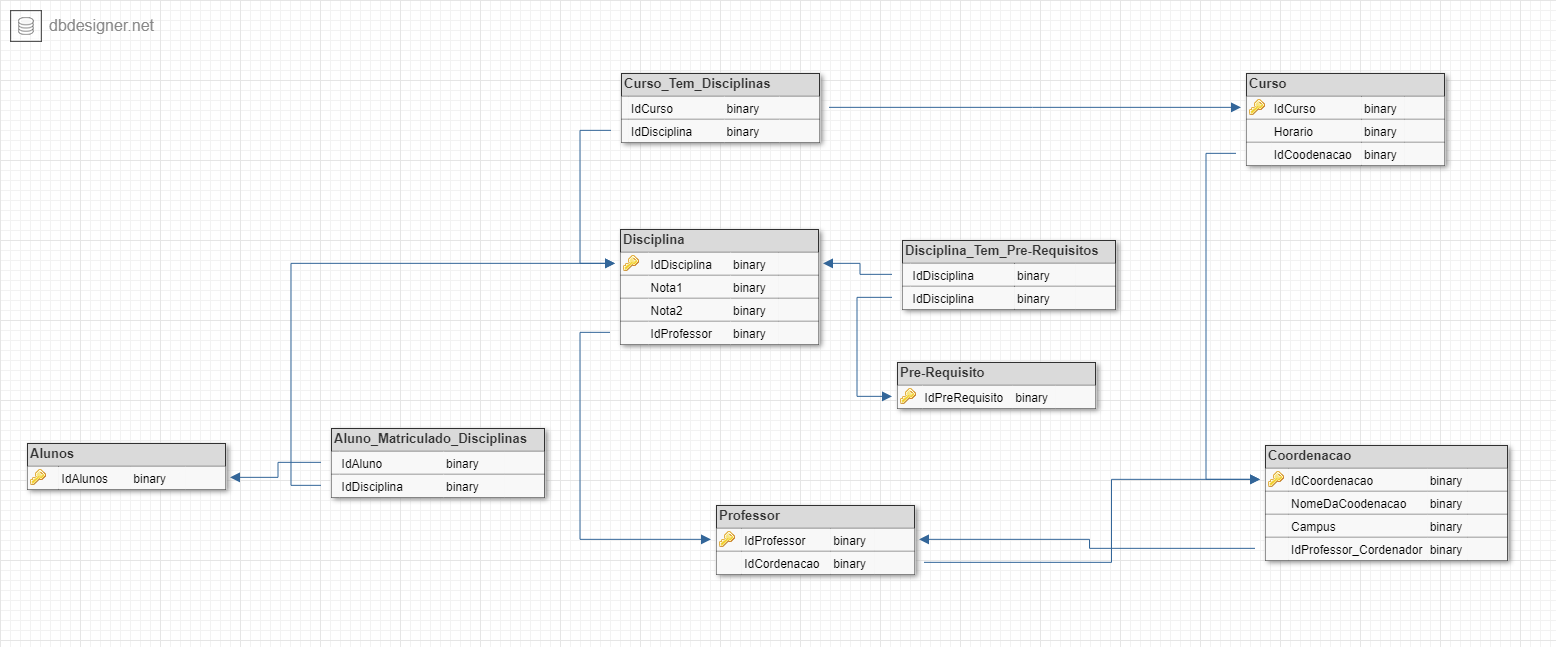 dbdesigner.net
Curso_Tem_Disciplinas
IdCurso binary
IdDisciplina binary
Curso
IdCurso binary
Horario binary
IdCoodenacao binary
Disciplina
IdDisciplina binary
Nota1 binary
Nota2 binary
IdProfessor binary
Disciplina_Tem_Pre-Requisitos
IdDisciplina binary
IdDisciplina binary
Pre-Requisito
IdPreRequisito binary
Alunos
IdAlunos binary
Aluno_Matriculado_Disciplinas
IdAluno binary
IdDisciplina binary
Professor
IdProfessor binary
IdCordenacao binary
Coordenacao
IdCoordenacao binary
NomeDaCoodenacao binary
Campus binary
IdProfessor_Cordenador binary